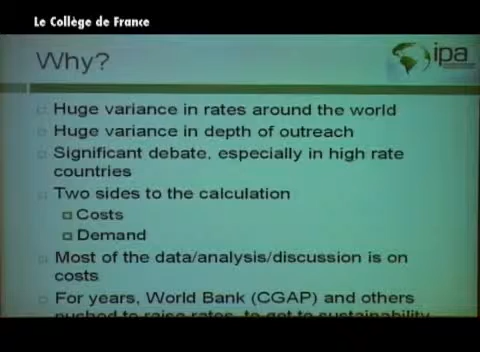 Le Collège de France
Why?
ipa
Huge variance in rates around the world
Huge variance in depth of outreach
Significant debate, especially in high rate
countries
Two sides to the calculation
Costs
Demand
Most of the data/analysis/discussion is on
costs
For years, World Bank (CGAP) and others
pushed to raise rates, to get to sustainability